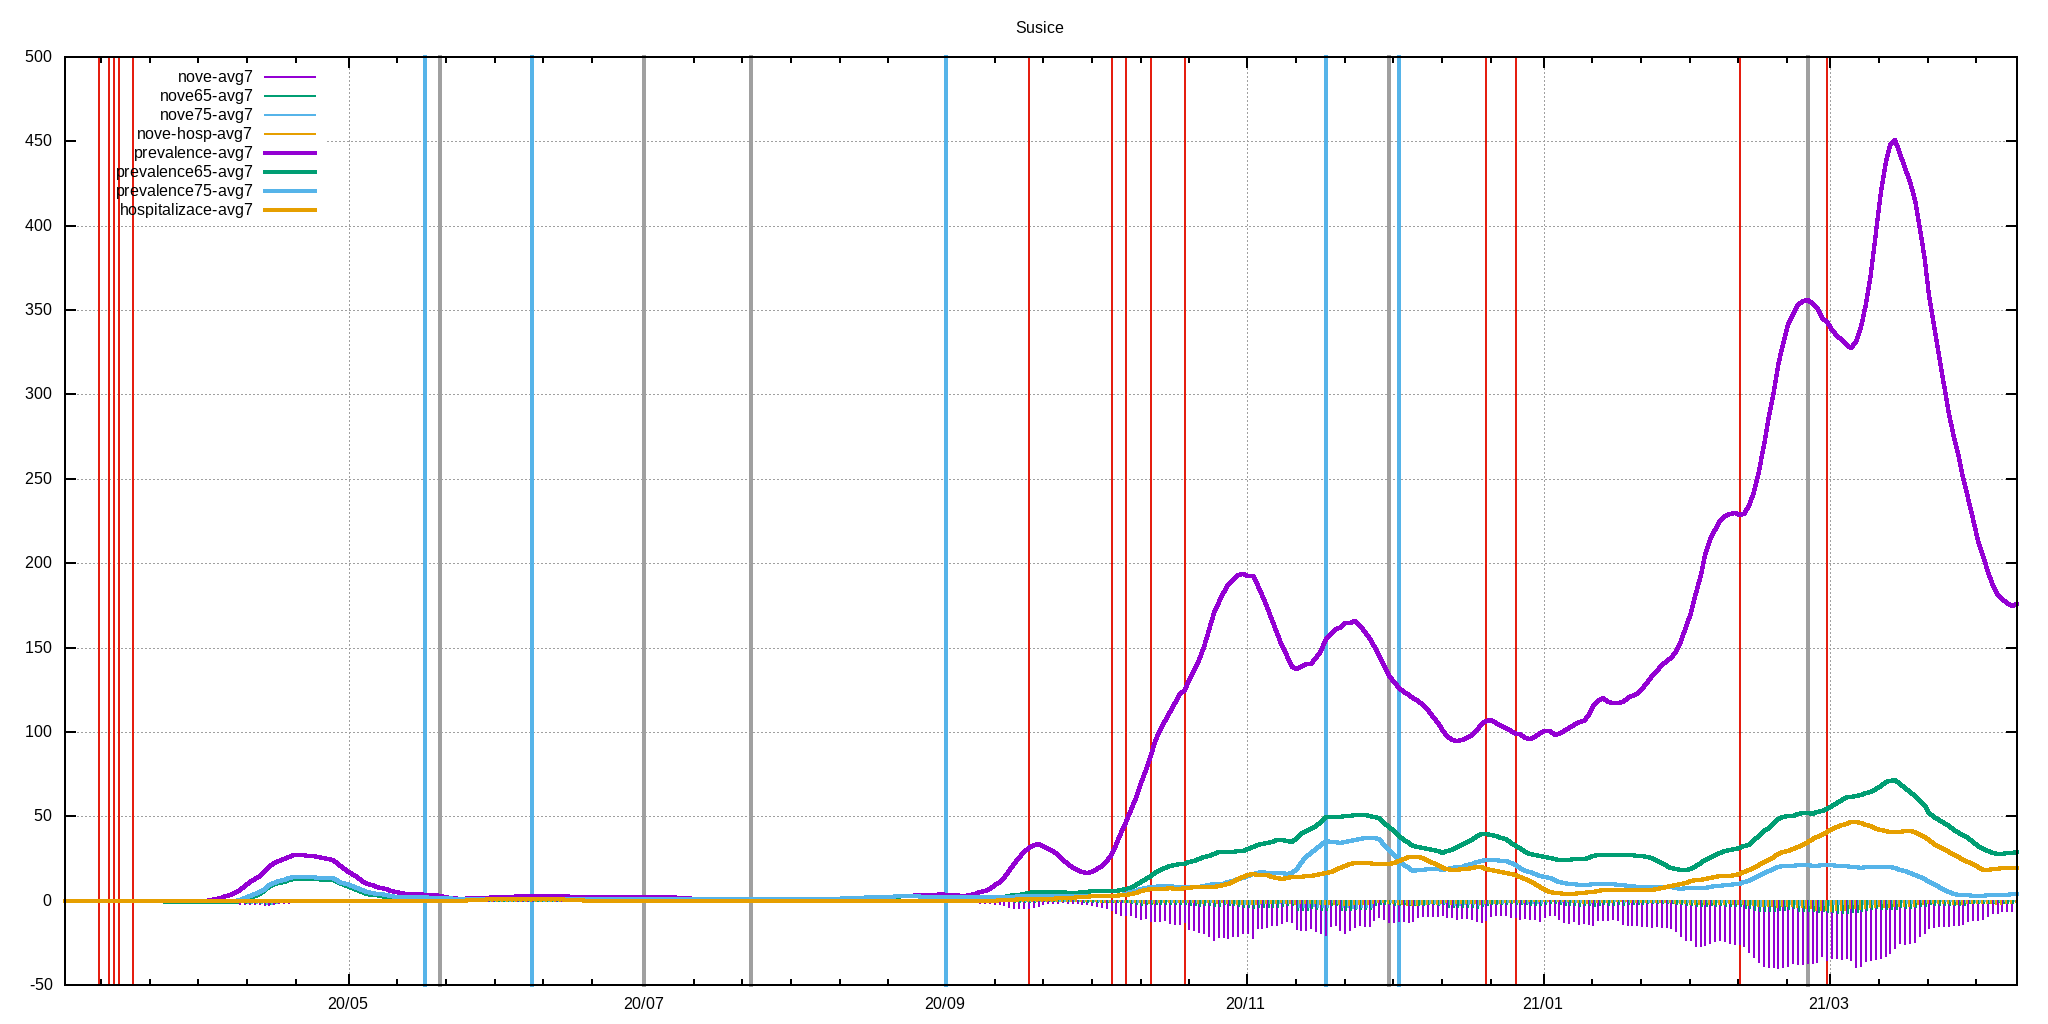 Susice
500
450
400
350
300
250
200
150
100
50
0
-50
nove-avg7
nove65-avg7
nove75-avg7
nove-hosp-avg7
prevalence-avg7
prevalence65-avg7
prevalence75-avg7
hospitalizace-avg7
20/05
20/07
20/09
20/11
21/01
21/03